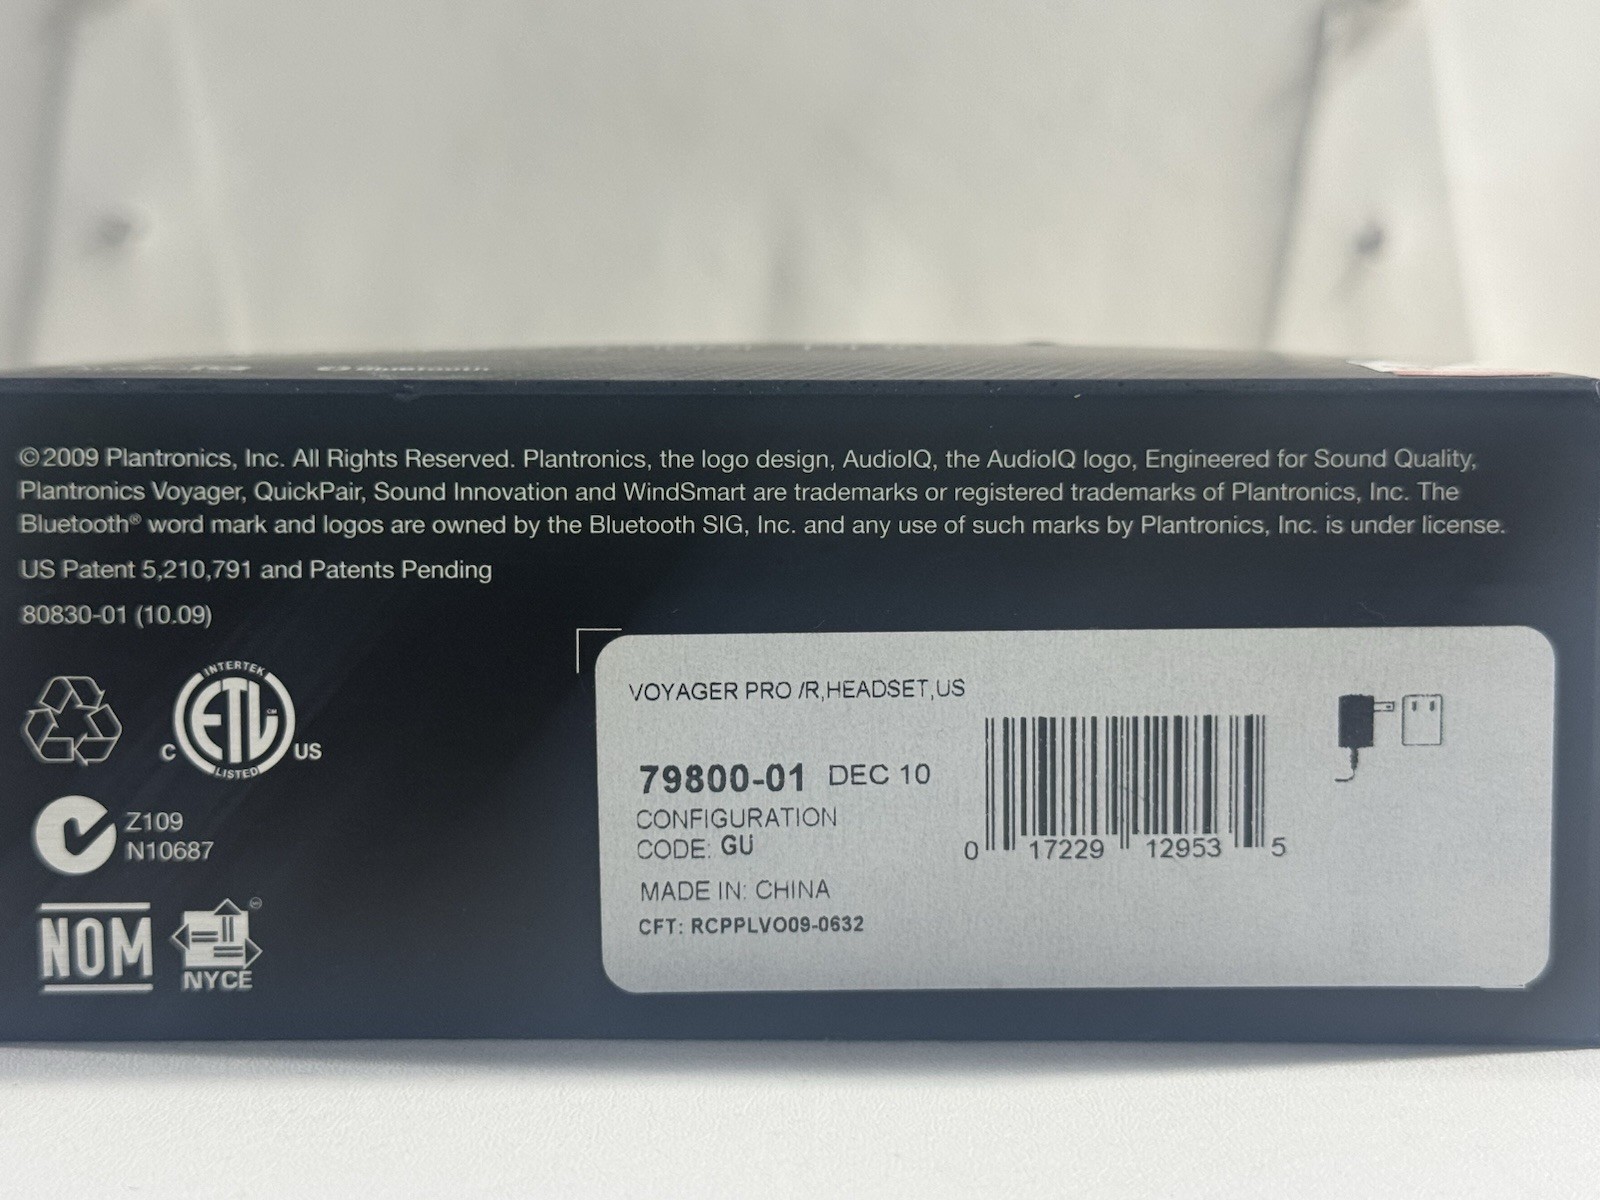 Bluetooth
©2009 Plantronics, Inc. All Rights Reserved. Plantronics, the logo design, AudioIQ, the AudioIQ logo, Engineered for Sound Quality,
Plantronics Voyager, QuickPair, Sound Innovation and WindSmart are trademarks or registered trademarks of Plantronics, Inc. The
Bluetooth® word mark and logos are owned by the Bluetooth SIG, Inc. and any use of such marks by Plantronics, Inc. is under license.
US Patent 5,210,791 and Patents Pending
80830-01 (10.09)
INTERTEK
ETL CM
C US
LISTED
Z109
N10687
NOM
NYCE
VOYAGER PRO /R,HEADSET,US
79800-01 DEC 10
CONFIGURATION
CODE: GU
MADE IN: CHINA
CFT: RCPPLVO09-0632
0 17229 12953 5